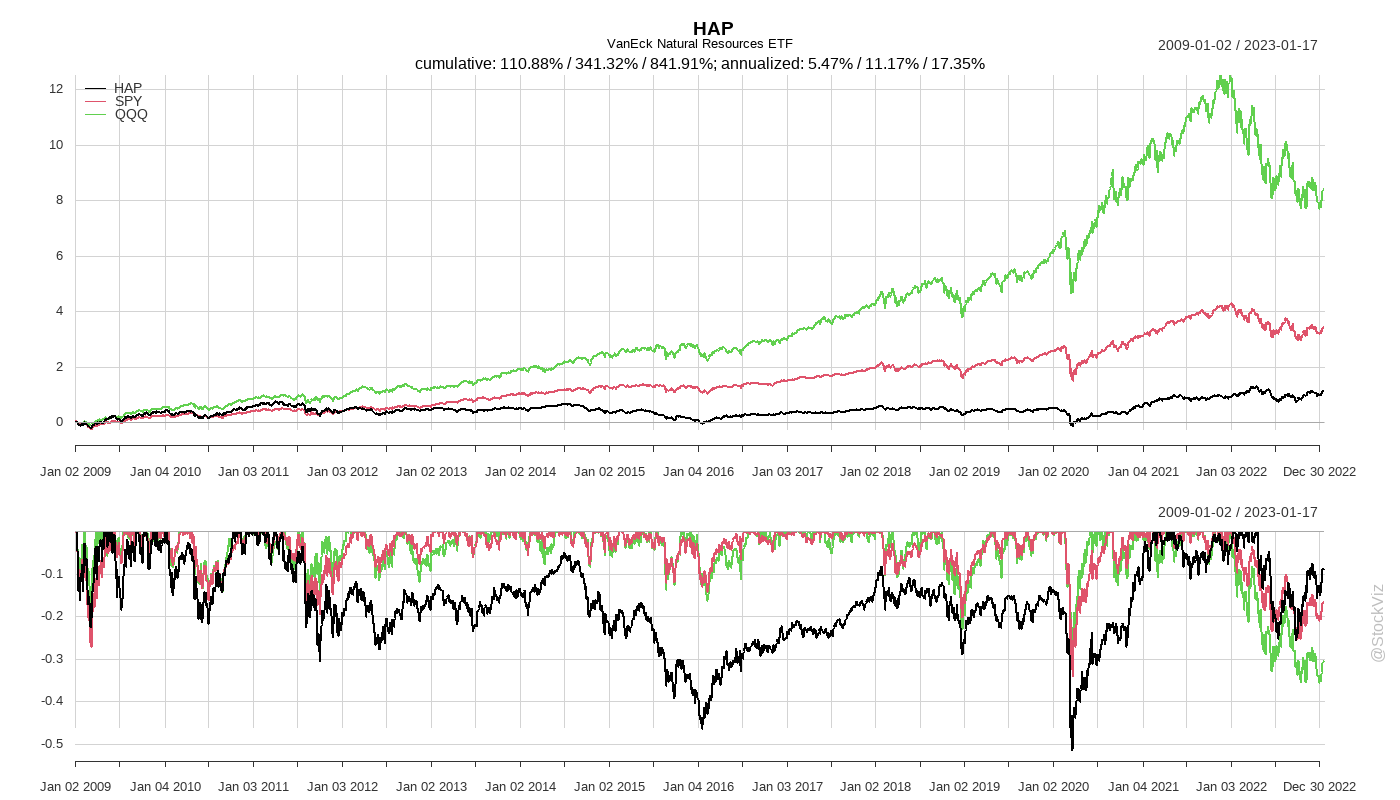 HAP
VanEck Natural Resources ETF
2009-01-02 / 2023-01-17
cumulative: 110.88% / 341.32% / 841.91%; annualized: 5.47% / 11.17% / 17.35%
HAP
SPY
QQQ
12
10
8
6
4
2
0
Jan 02 2009 Jan 04 2010 Jan 03 2011 Jan 03 2012 Jan 02 2013 Jan 02 2014 Jan 02 2015 Jan 04 2016 Jan 03 2017 Jan 02 2018 Jan 02 2019 Jan 02 2020 Jan 04 2021 Jan 03 2022 Dec 30 2022
2009-01-02 / 2023-01-17
-0.1
-0.2
-0.3
-0.4
-0.5
Jan 02 2009 Jan 04 2010 Jan 03 2011 Jan 03 2012 Jan 02 2013 Jan 02 2014 Jan 02 2015 Jan 04 2016 Jan 03 2017 Jan 02 2018 Jan 02 2019 Jan 02 2020 Jan 04 2021 Jan 03 2022 Dec 30 2022
@StockViz